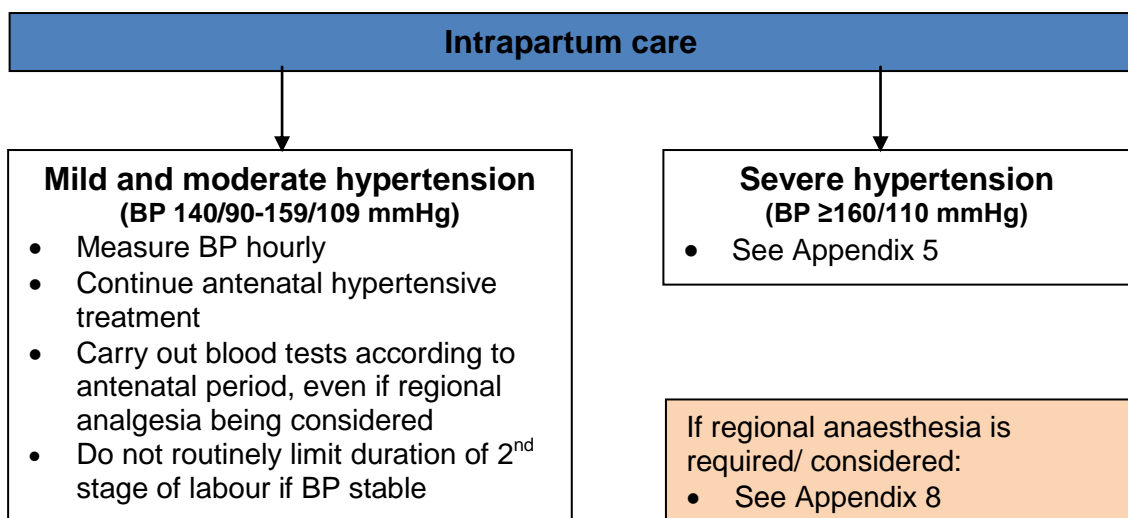 Intrapartum care
Mild and moderate hypertension
(BP 140/90-159/109 mmHg)
• Measure BP hourly
• Continue antenatal hypertensive
treatment
• Carry out blood tests according to
antenatal period, even if regional
analgesia being considered
• Do not routinely limit duration of 2nd
stage of labour if BP stable
Severe hypertension
(BP ≥160/110 mmHg)
• See Appendix 5
If regional anaesthesia is
required/ considered:
• See Appendix 8